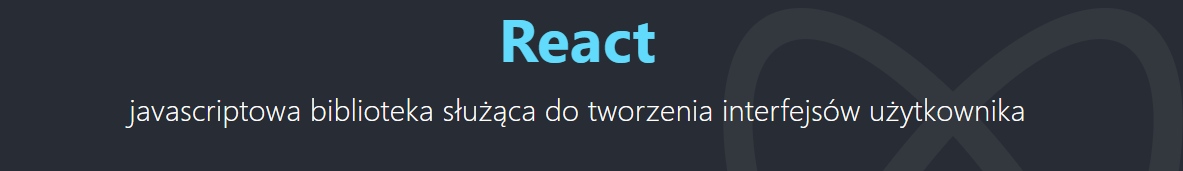 React
javascriptowa biblioteka służąca do tworzenia interfejsów użytkownika